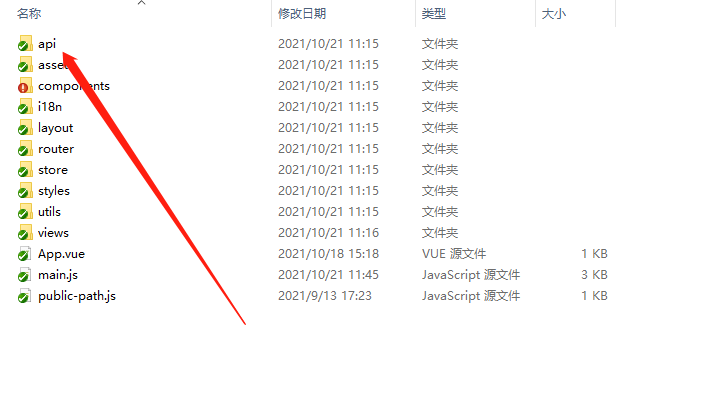 名称 修改日期 类型 大小
api 2021/10/21 11:15 文件夹
assets 2021/10/21 11:15 文件夹
components 2021/10/21 11:15 文件夹
i18n 2021/10/21 11:15 文件夹
layout 2021/10/21 11:15 文件夹
router 2021/10/21 11:15 文件夹
store 2021/10/21 11:15 文件夹
styles 2021/10/21 11:15 文件夹
utils 2021/10/21 11:15 文件夹
views 2021/10/21 11:16 文件夹
App.vue 2021/10/18 15:18 VUE 源文件 1 KB
main.js 2021/10/21 11:45 JavaScript 源文件 3 KB
public-path.js 2021/9/13 17:23 JavaScript 源文件 1 KB